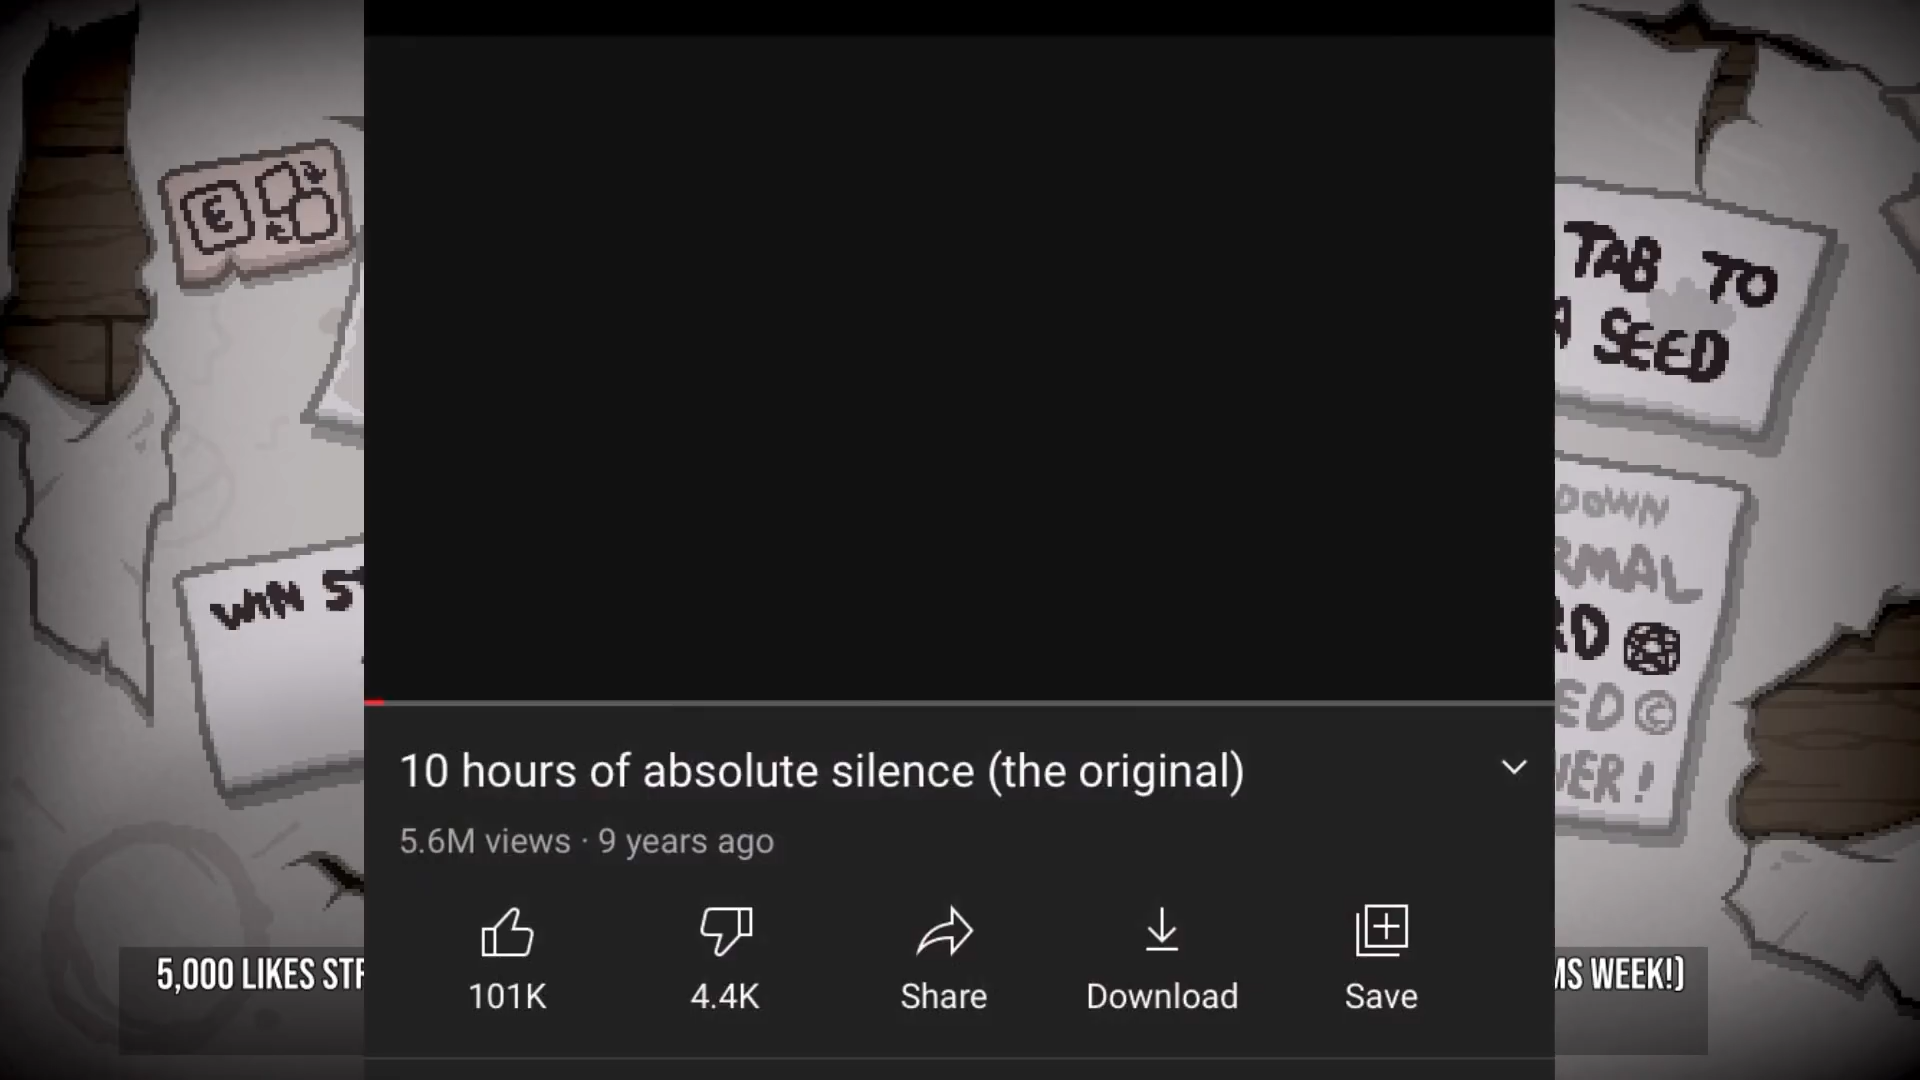 TAB TO
A SEED
DOWN
WIN ST
10 hours of absolute silence (the original)
5.6M views · 9 years ago
101K
4.4K
Share
Download
Save
5,000 LIKES STR
MS WEEK!)